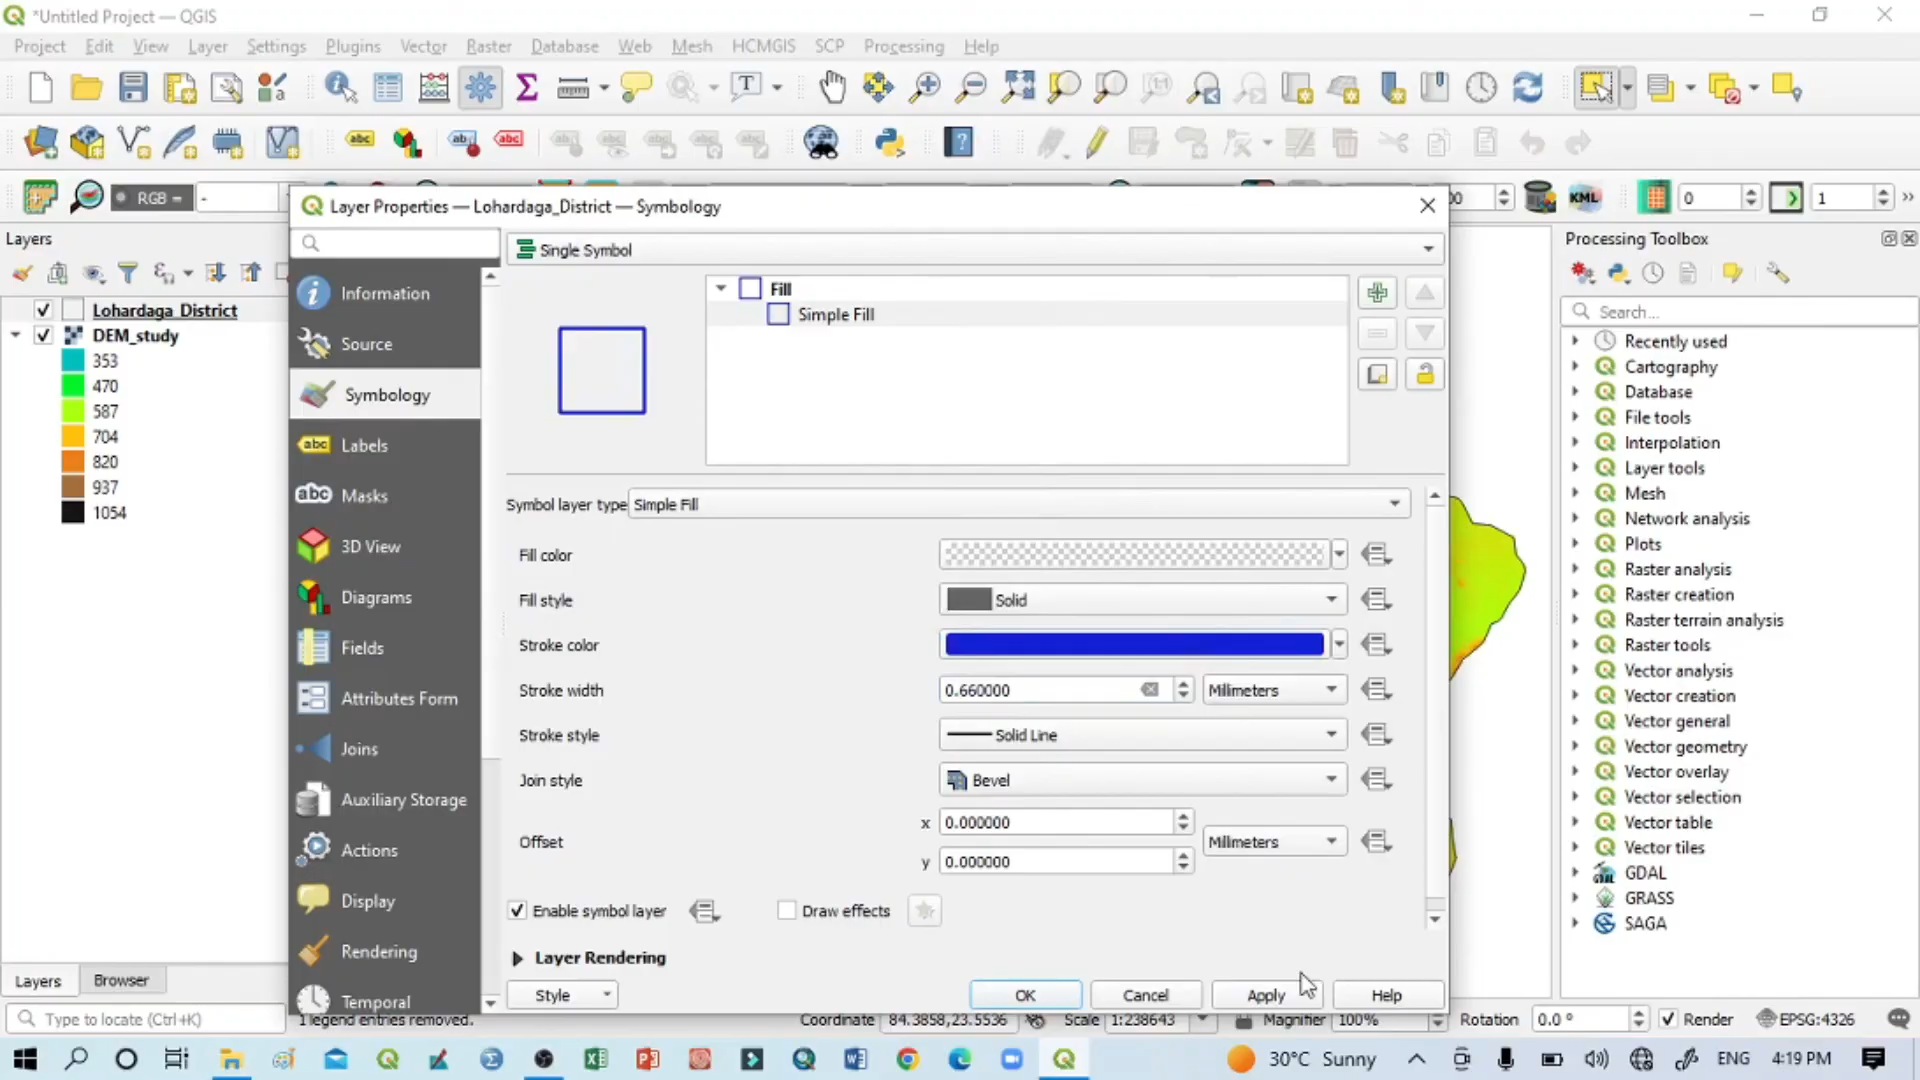 *Untitled Project — QGIS
Project Edit View Layer Settings Plugins Vector Raster Database Web Mesh HCMGIS SCP Processing Help
RGB = - 00 KML 0 1 »
Layer Properties — Lohardaga_District — Symbology
Layers
Lohardaga_District
DEM_study
353
470
587
704
820
937
1054
Layers Browser
Type to locate (Ctrl+K)
Information
Source
Symbology
Labels
Masks
3D View
Diagrams
Fields
Attributes Form
Joins
Auxiliary Storage
Actions
Display
Rendering
Temporal
Single Symbol
Fill
Simple Fill
Symbol layer type Simple Fill
Fill color
Fill style Solid
Stroke color
Stroke width 0.660000 Milimeters
Stroke style Solid Line
Join style Bevel
Offset x 0.000000 Milimeters
y 0.000000
Enable symbol layer Draw effects
Layer Rendering
Style OK Cancel Apply Help
Processing Toolbox
Search...
Recently used
Cartography
Database
File tools
Interpolation
Layer tools
Mesh
Network analysis
Plots
Raster analysis
Raster creation
Raster terrain analysis
Raster tools
Vector analysis
Vector creation
Vector general
Vector geometry
Vector overlay
Vector selection
Vector table
Vector tiles
GDAL
GRASS
SAGA
1 legend entries removed. Coordinate 84.3858,23.5536 Scale 1:238643 Magnifier 100% Rotation 0.0 ° Render EPSG:4326
30°C Sunny ENG 4:19 PM